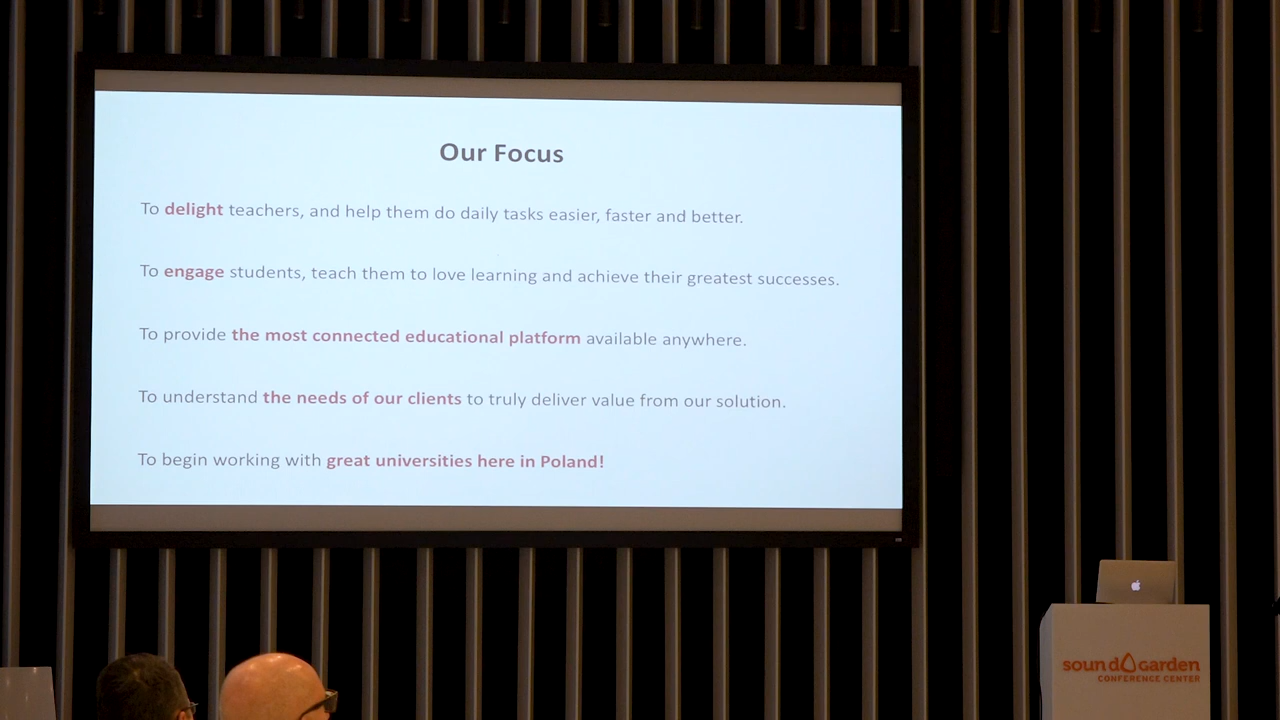 Our Focus
To delight teachers, and help them do daily tasks easier, faster and better.
To engage students, teach them to love learning and achieve their greatest successes.
To provide the most connected educational platform available anywhere.
To understand the needs of our clients to truly deliver value from our solution.
To begin working with great universities here in Poland!
sound garden
CONFERENCE CENTER